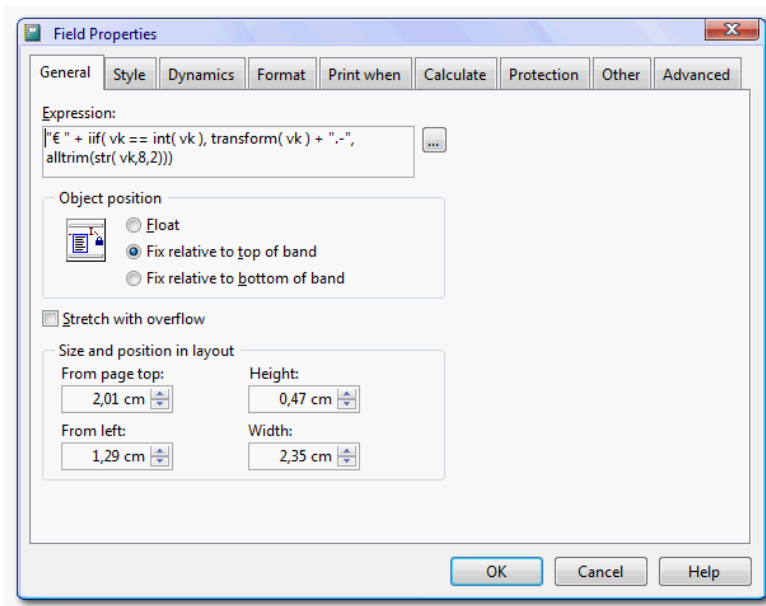 Field Properties
General Style Dynamics Format Print when Calculate Protection Other Advanced
Expression:
"€ " + iif( vk == int( vk ), transform( vk ) + ".-",
alltrim(str( vk,8,2)))
...
Object position
Float
Fix relative to top of band
Fix relative to bottom of band
Stretch with overflow
Size and position in layout
From page top: Height:
2,01 cm 0,47 cm
From left: Width:
1,29 cm 2,35 cm
OK Cancel Help